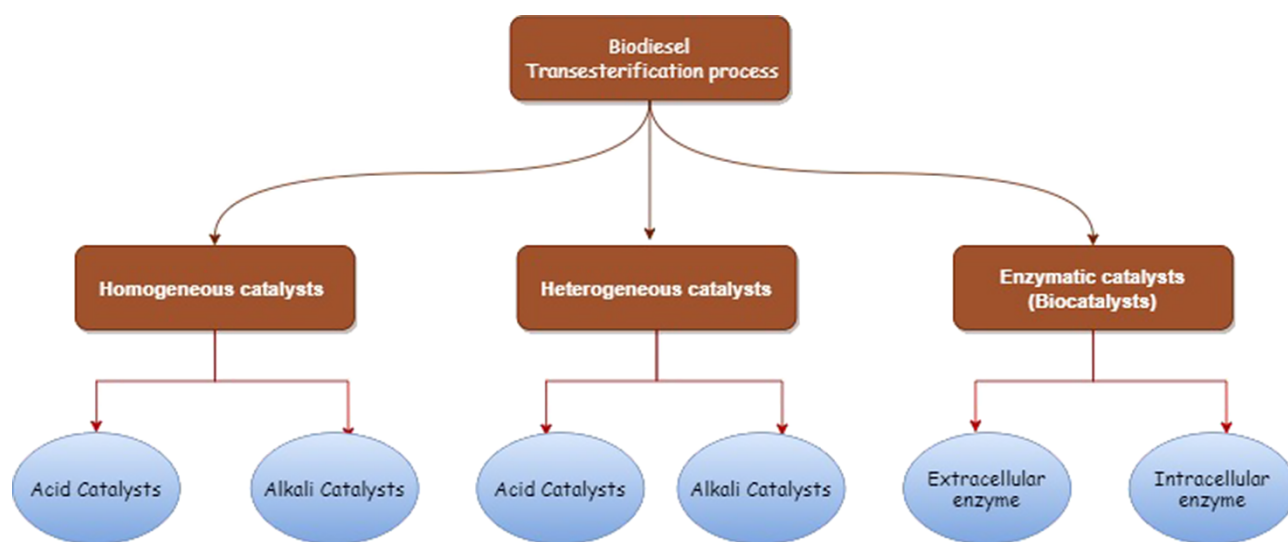 Biodiesel
Transesterification process
Homogeneous catalysts
Heterogeneous catalysts
Enzymatic catalysts
(Biocatalysts)
Acid Catalysts
Alkali Catalysts
Acid Catalysts
Alkali Catalysts
Extracellular
enzyme
Intracellular
enzyme